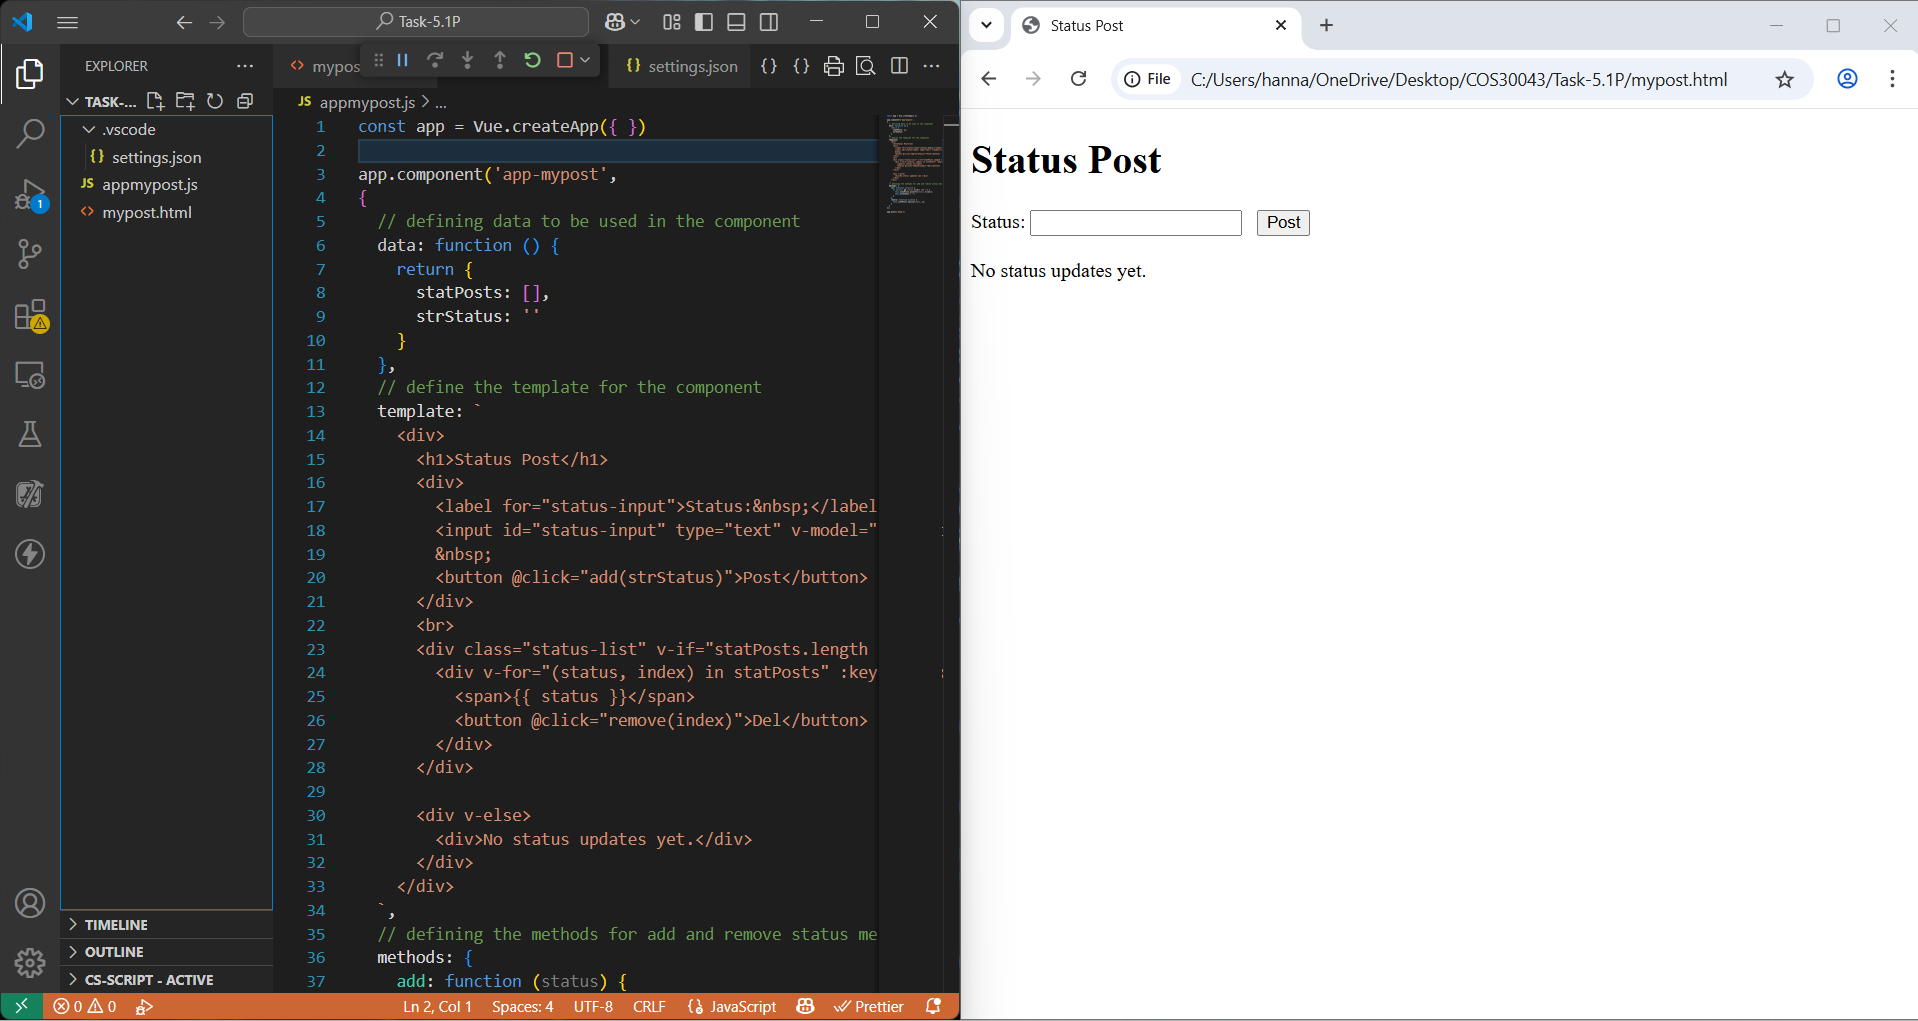 Task-5.1P
EXPLORER
TASK-...
.vscode
{} settings.json
JS appmypost.js
<> mypost.html
TIMELINE
OUTLINE
CS-SCRIPT - ACTIVE
1
<> mypos
{} settings.json
JS appmypost.js > ...
1 const app = Vue.createApp({ })
2
3 app.component('app-mypost',
4 {
5 // defining data to be used in the component
6 data: function () {
7 return {
8 statPosts: [],
9 strStatus: ''
10 }
11 },
12 // define the template for the component
13 template: `
14 <div>
15 <h1>Status Post</h1>
16 <div>
17 <label for="status-input">Status:&nbsp;</label
18 <input id="status-input" type="text" v-model="
19 &nbsp;
20 <button @click="add(strStatus)">Post</button>
21 </div>
22 <br>
23 <div class="status-list" v-if="statPosts.length
24 <div v-for="(status, index) in statPosts" :key
25 <span>{{ status }}</span>
26 <button @click="remove(index)">Del</button>
27 </div>
28 </div>
29
30 <div v-else>
31 <div>No status updates yet.</div>
32 </div>
33 </div>
34 `,
35 // defining the methods for add and remove status me
36 methods: {
37 add: function (status) {
0 0
Ln 2, Col 1 Spaces: 4 UTF-8 CRLF {} JavaScript Prettier
Status Post
File C:/Users/hanna/OneDrive/Desktop/COS30043/Task-5.1P/mypost.html
Status Post
Status: Post
No status updates yet.